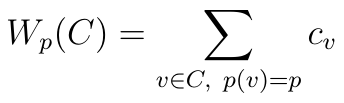 W_p(C) = \sum_{v \in C,\ p(v)=p} c_v